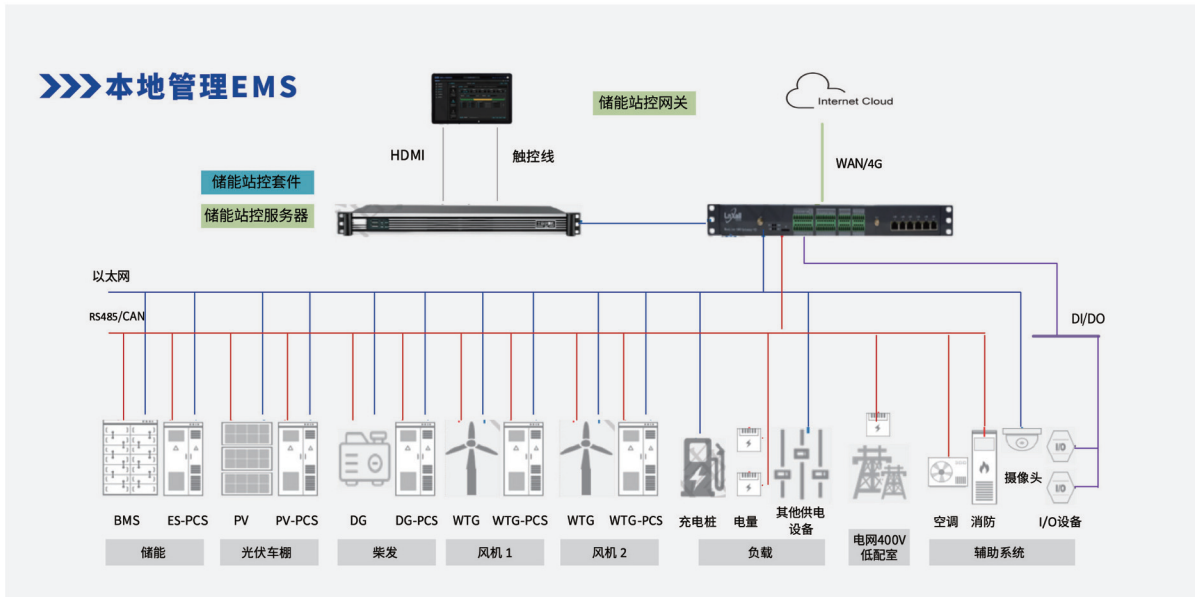 本地管理EMS
储能站控网关
Internet Cloud
HDMI
触控线
WAN/4G
储能站控套件
储能站控服务器
以太网
RS485/CAN
DI/DO
I/O
I/O
摄像头
BMS
ES-PCS
PV
PV-PCS
DG
DG-PCS
WTG
WTG-PCS
WTG
WTG-PCS
充电桩
电量
其他供电
设备
空调
消防
I/O设备
储能
光伏车棚
柴发
风机 1
风机 2
负载
电网400V
低配室
辅助系统